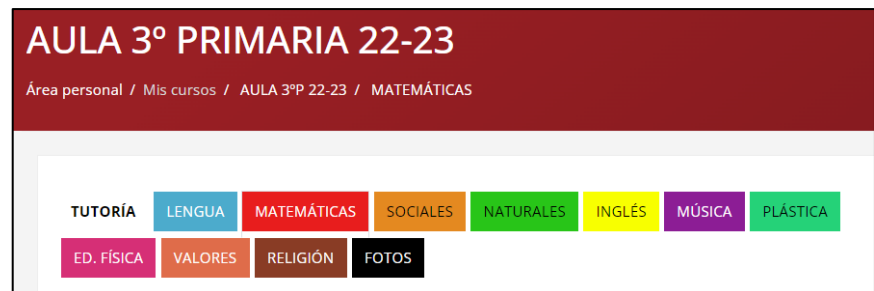 AULA 3º PRIMARIA 22-23
Área personal / Mis cursos / AULA 3ºP 22-23 / MATEMÁTICAS
TUTORÍA LENGUA MATEMÁTICAS SOCIALES NATURALES INGLÉS MÚSICA PLÁSTICA
ED. FÍSICA VALORES RELIGIÓN FOTOS